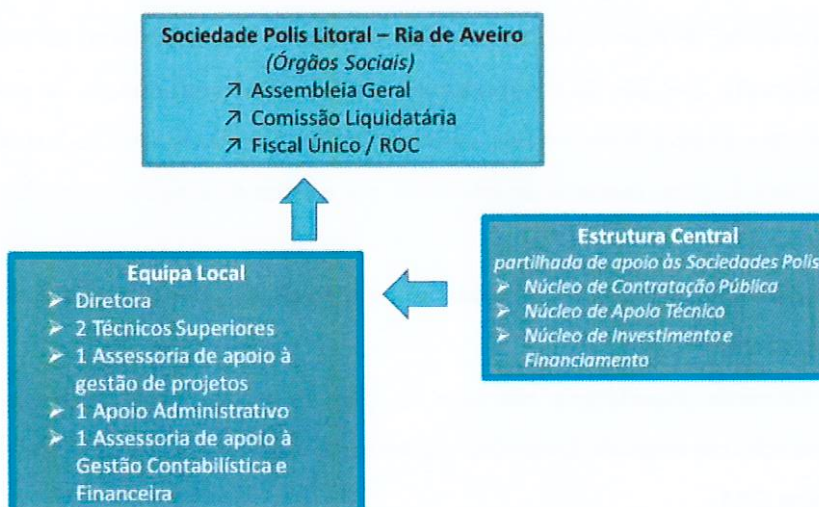 Sociedade Polis Litoral – Ria de Aveiro
(Órgãos Sociais)
↗ Assembleia Geral
↗ Comissão Liquidatária
↗ Fiscal Único / ROC
Equipa Local
➢ Diretora
➢ 2 Técnicos Superiores
➢ 1 Assessoria de apoio à
gestão de projetos
➢ 1 Apoio Administrativo
➢ 1 Assessoria de apoio à
Gestão Contabilística e
Financeira
Estrutura Central
partilhada de apoio às Sociedades Polis
➢ Núcleo de Contratação Pública
➢ Núcleo de Apoio Técnico
➢ Núcleo de Investimento e
Financiamento